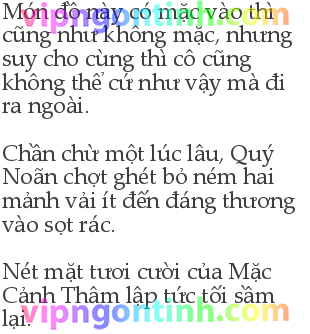 Món đồ này có mặc vào thì
cũng như không mặc, nhưng
suy cho cùng thì cô cũng
không thể cứ như vậy mà đi
ra ngoài.
Chần chừ một lúc lâu, Quý
Noãn chợt ghét bỏ ném hai
mảnh vải ít đến đáng thương
vào sọt rác.
Nét mặt tươi cười của Mặc
Cảnh Thâm lập tức tối sầm
lại.
vipngontinh.com
vipngontinh.com